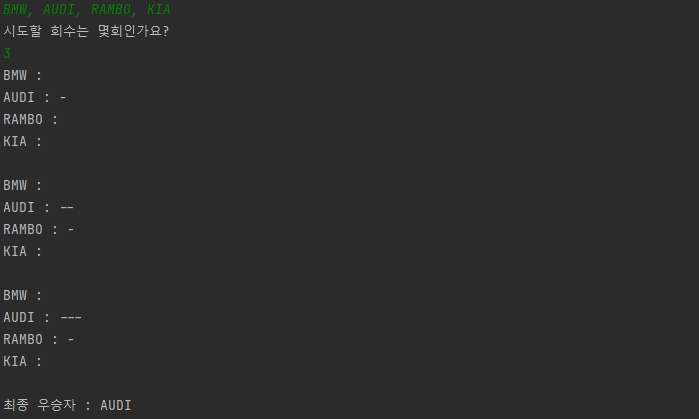 BMW, AUDI, RAMBO, KIA
시도할 회수는 몇회인가요?
3
BMW :
AUDI : -
RAMBO :
KIA :
BMW :
AUDI : --
RAMBO : -
KIA :
BMW :
AUDI : ---
RAMBO : -
KIA :
최종 우승자 : AUDI